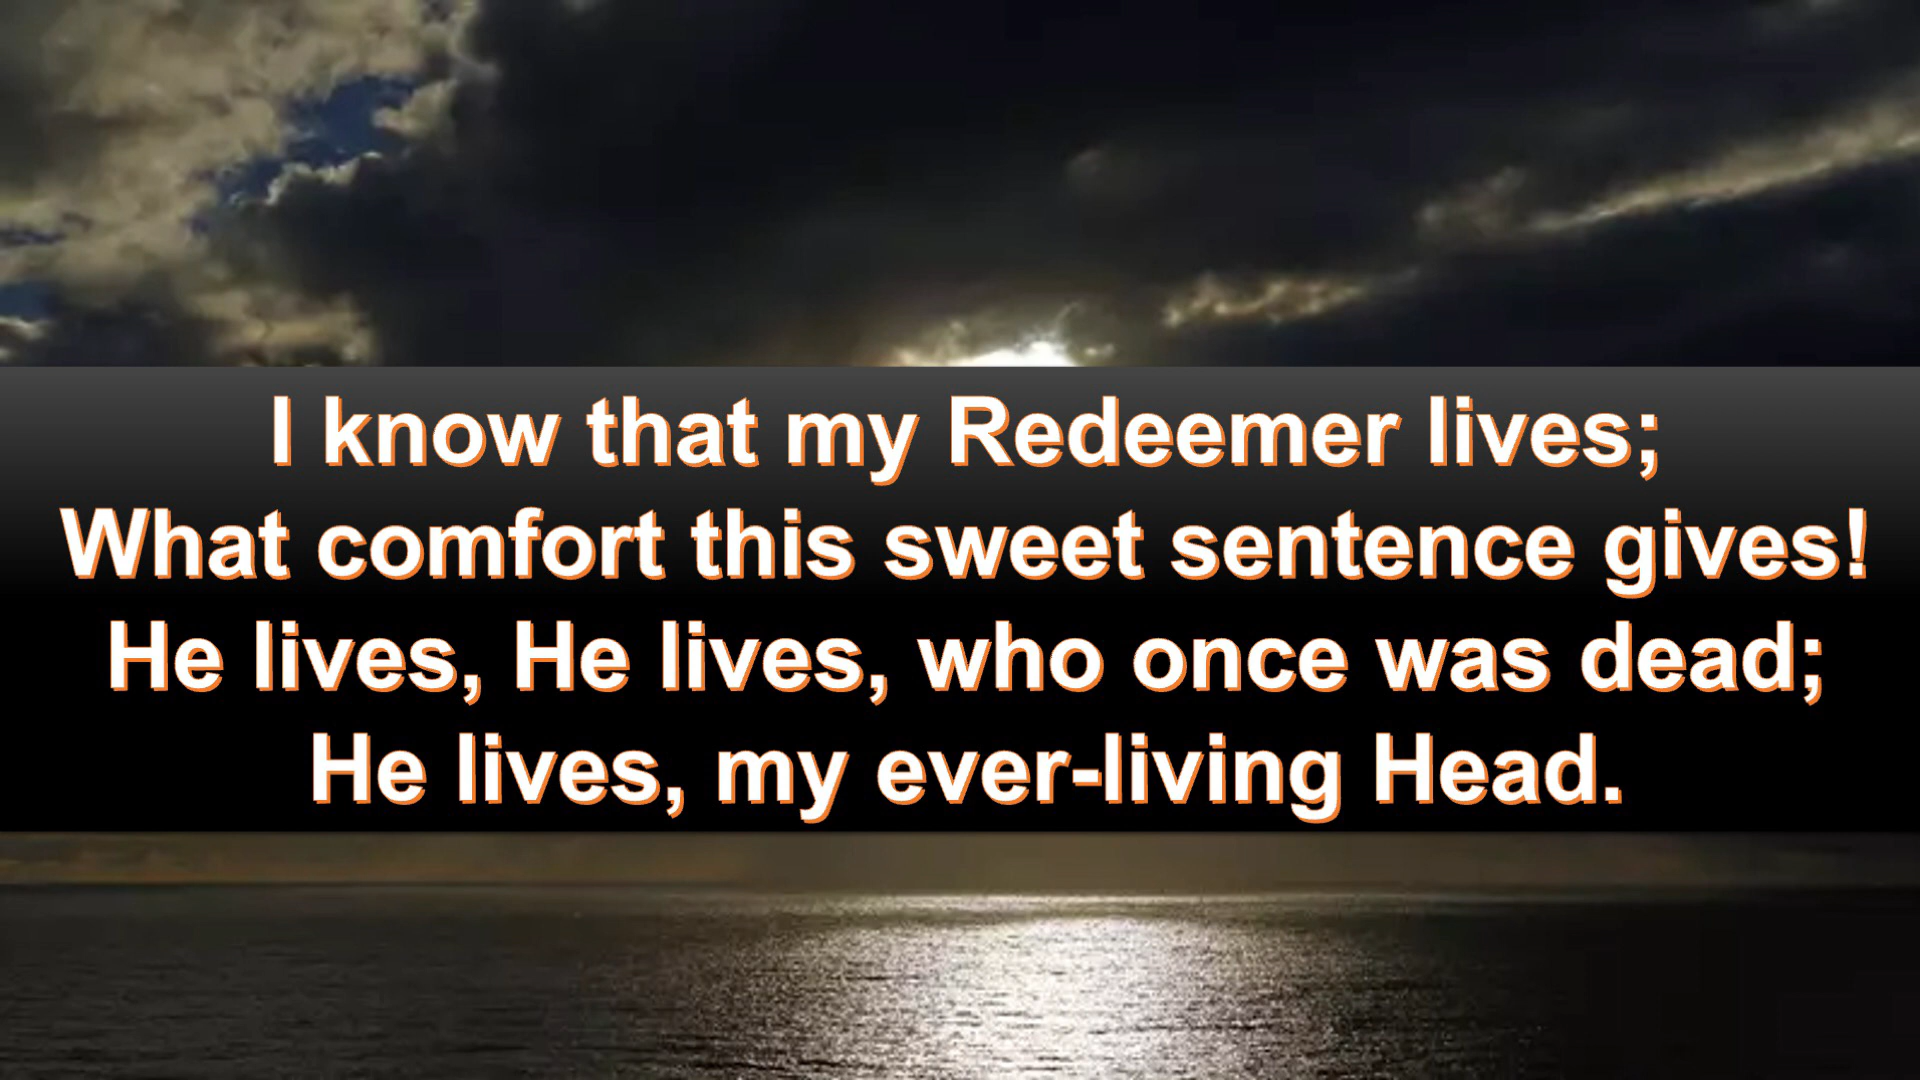 I know that my Redeemer lives;
What comfort this sweet sentence gives!
He lives, He lives, who once was dead;
He lives, my ever-living Head.